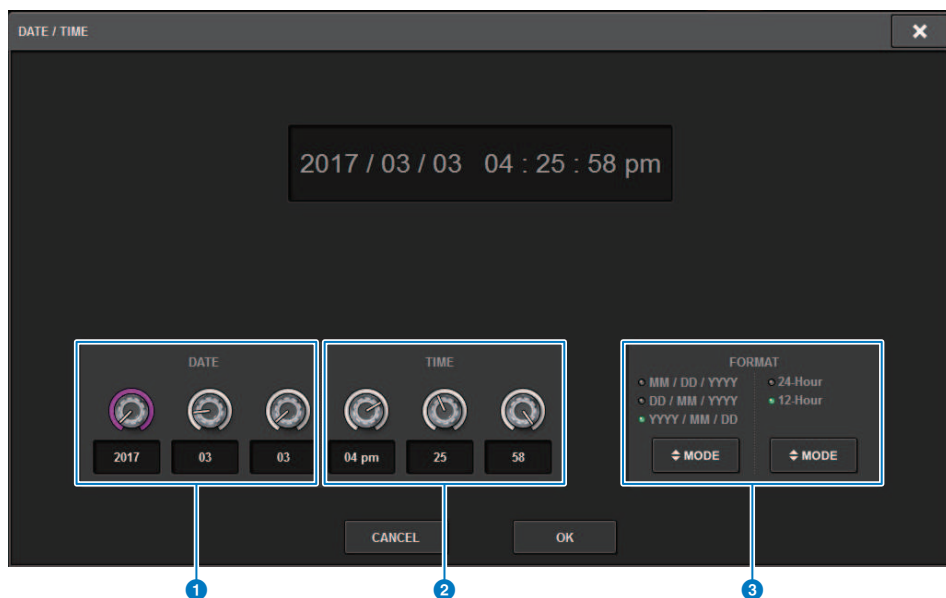 DATE / TIME
2017 / 03 / 03 04 : 25 : 58 pm
DATE
2017 03 03
TIME
04 pm 25 58
FORMAT
MM / DD / YYYY
DD / MM / YYYY
YYYY / MM / DD
MODE
24-Hour
12-Hour
MODE
CANCEL
OK
1
2
3